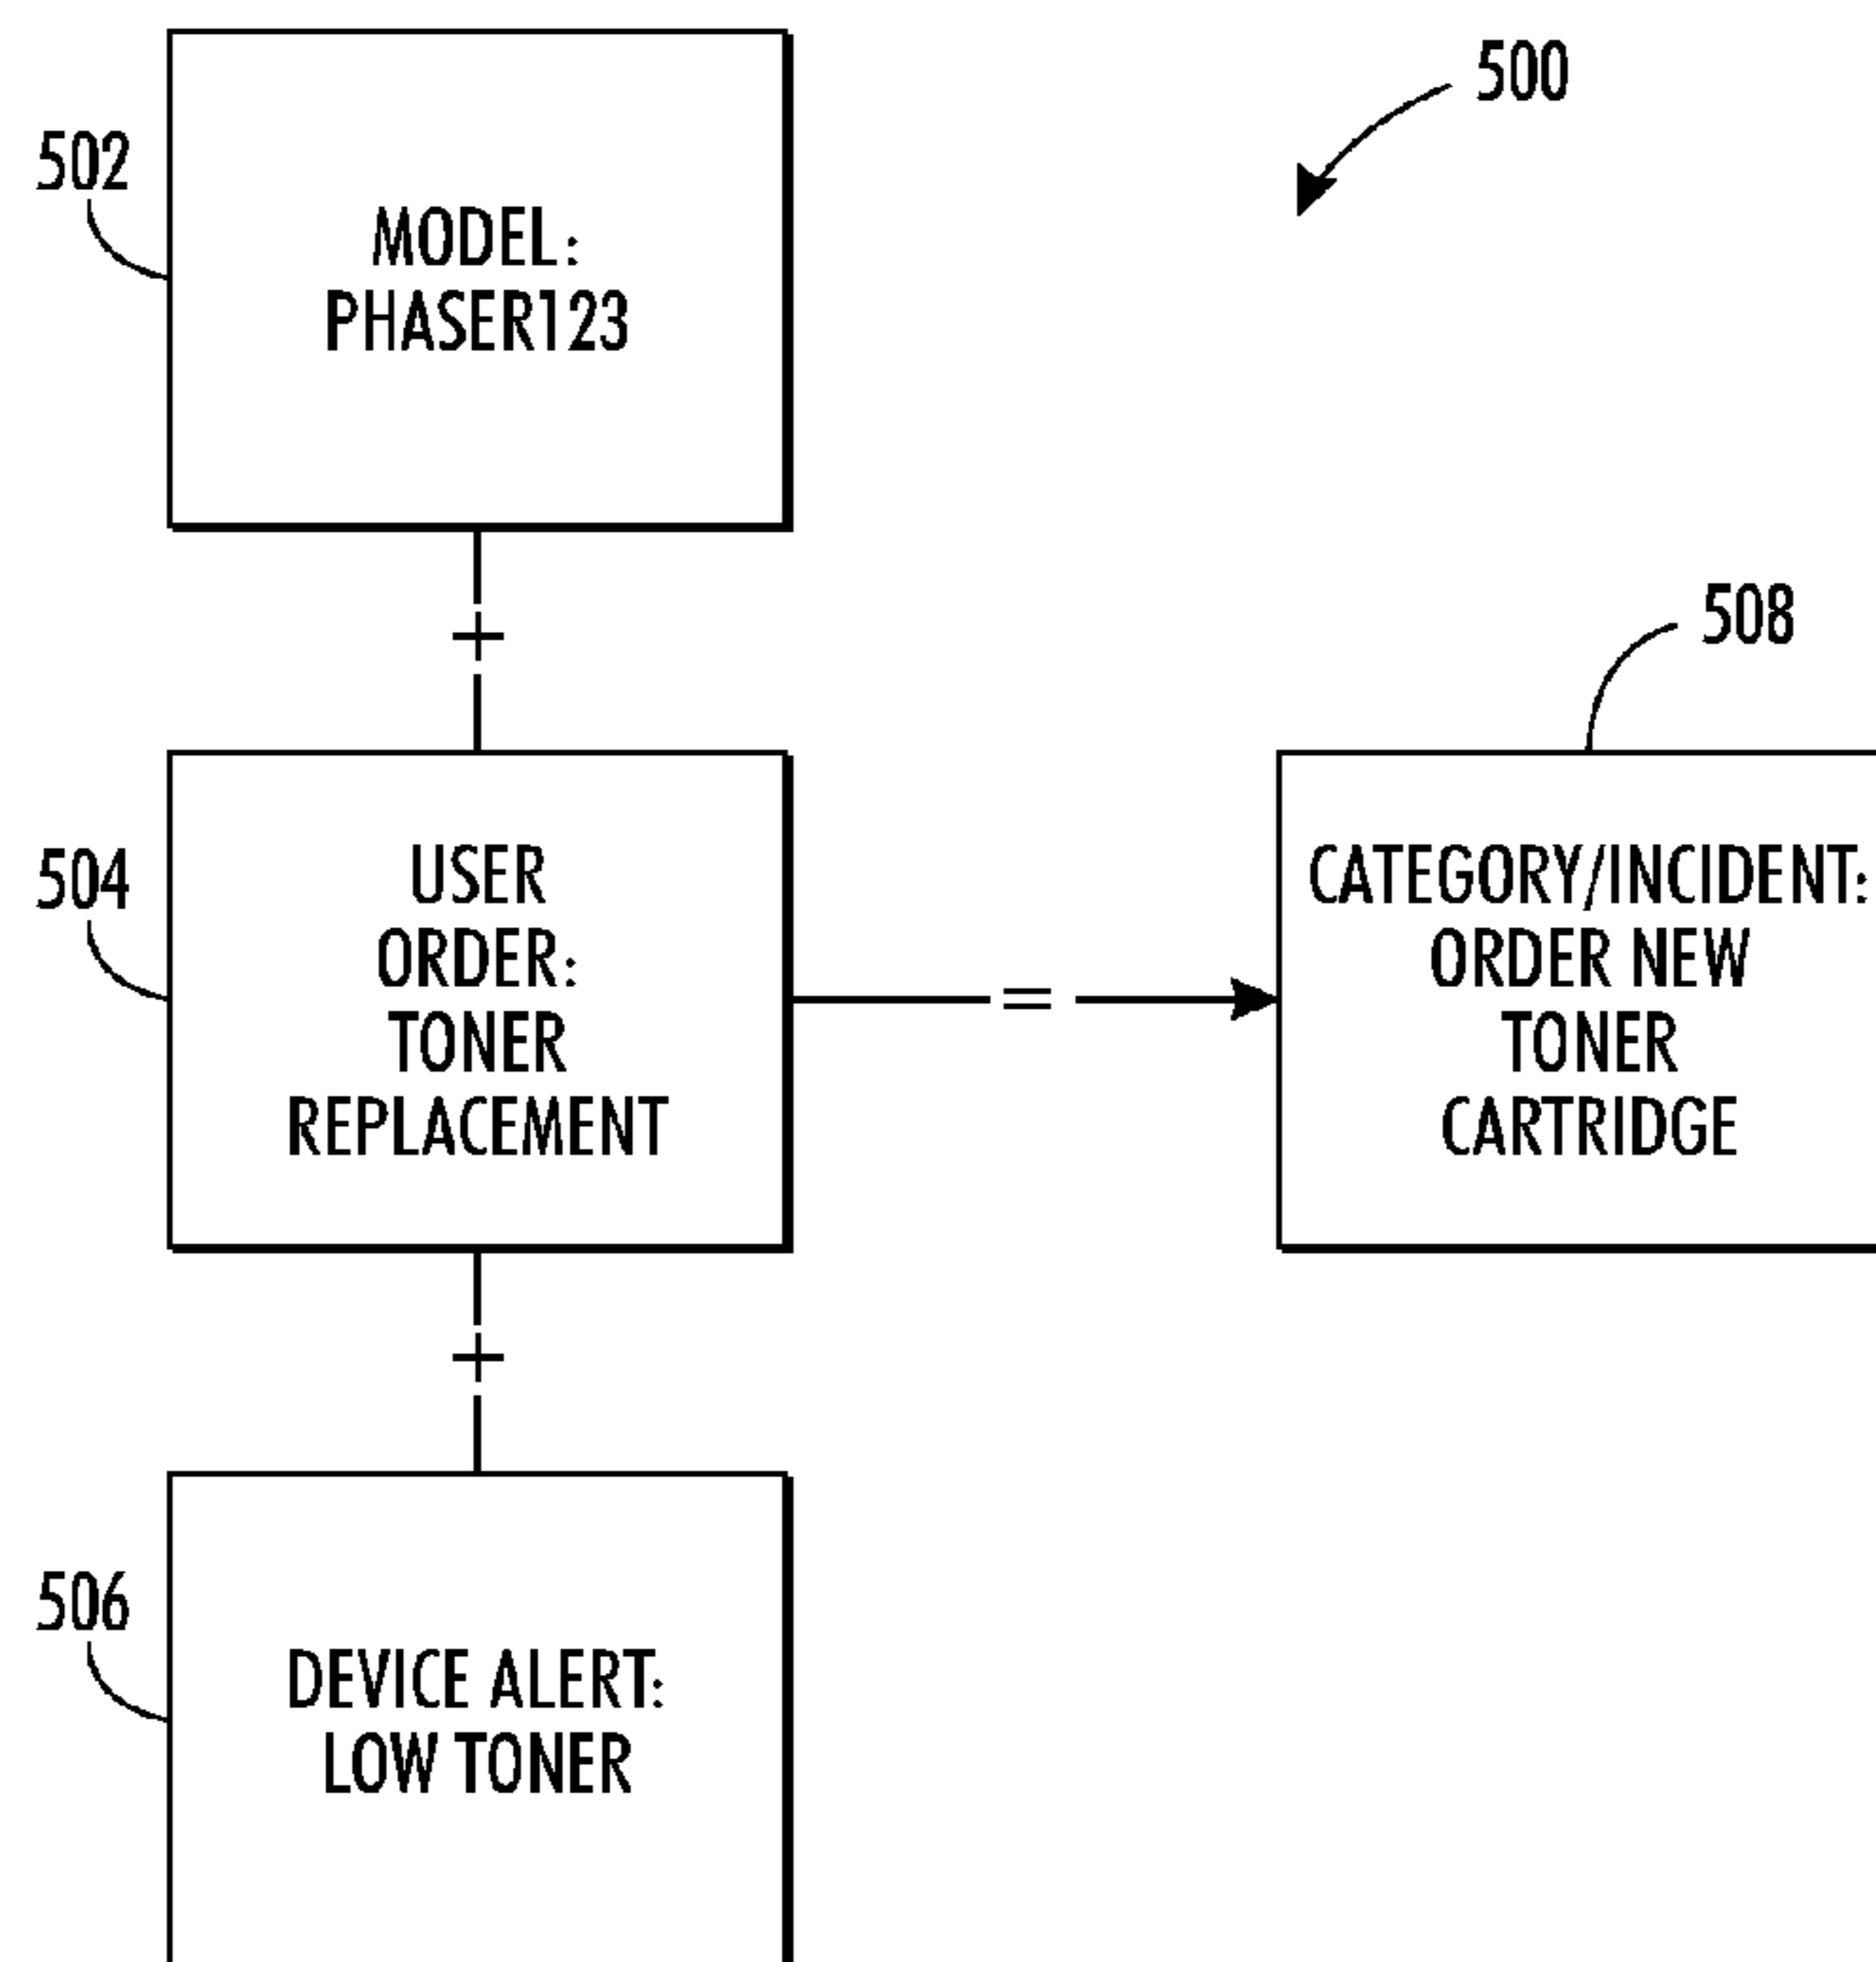 500
502
MODEL:
PHASER123
+
508
504
USER
ORDER:
TONER
REPLACEMENT
=
CATEGORY/INCIDENT:
ORDER NEW
TONER
CARTRIDGE
+
506
DEVICE ALERT:
LOW TONER